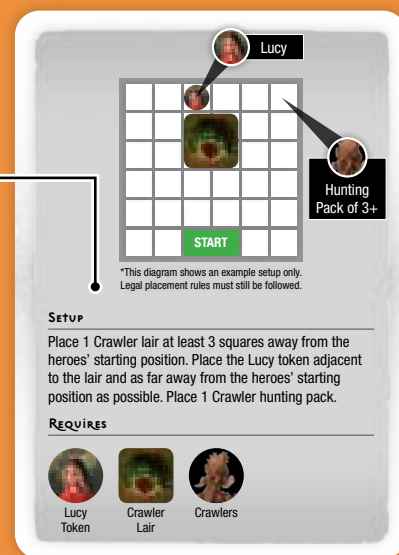 Lucy
Hunting
Pack of 3+
START
*This diagram shows an example setup only.
Legal placement rules must still be followed.
Setup
Place 1 Crawler lair at least 3 squares away from the
heroes’ starting position. Place the Lucy token adjacent
to the lair and as far away from the heroes’ starting
position as possible. Place 1 Crawler hunting pack.
Requires
Lucy
Token
Crawler
Lair
Crawlers